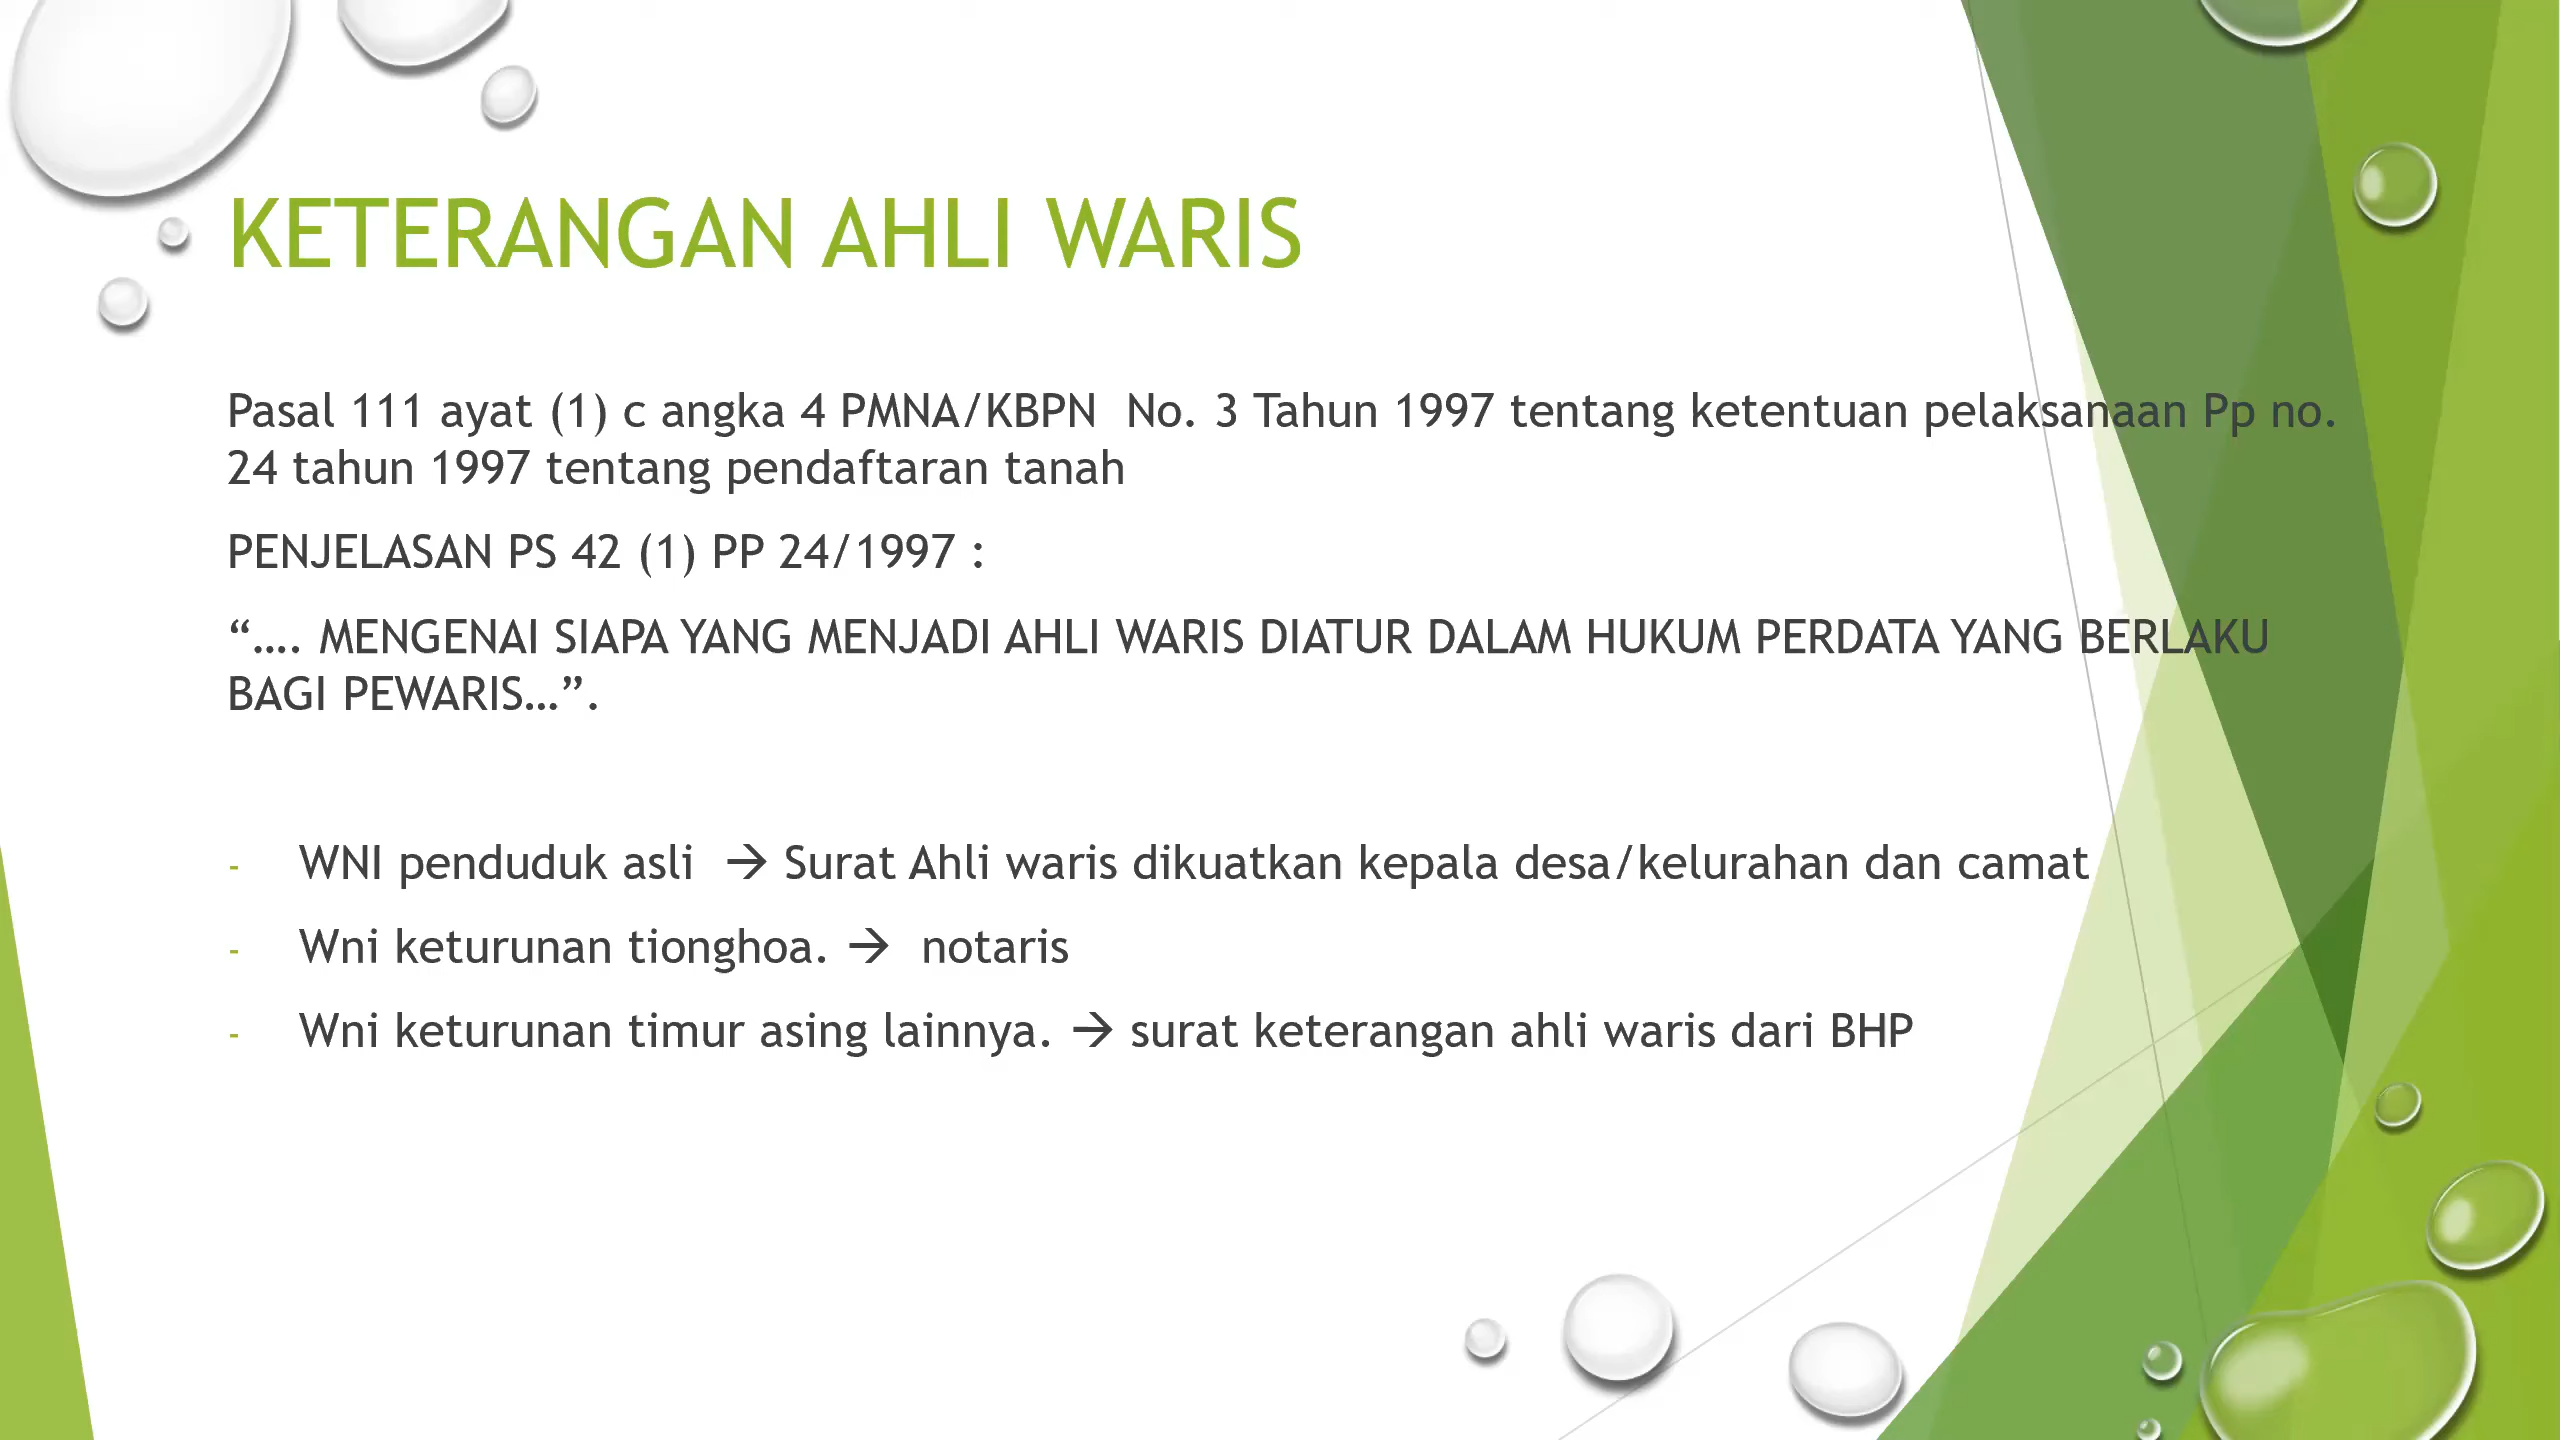 KETERANGAN AHLI WARIS
Pasal 111 ayat (1) c angka 4 PMNA/KBPN  No. 3 Tahun 1997 tentang ketentuan pelaksanaan Pp no.
24 tahun 1997 tentang pendaftaran tanah
PENJELASAN PS 42 (1) PP 24/1997 :
“.... MENGENAI SIAPA YANG MENJADI AHLI WARIS DIATUR DALAM HUKUM PERDATA YANG BERLAKU
BAGI PEWARIS...”.
- WNI penduduk asli → Surat Ahli waris dikuatkan kepala desa/kelurahan dan camat
- Wni keturunan tionghoa. → notaris
- Wni keturunan timur asing lainnya. → surat keterangan ahli waris dari BHP